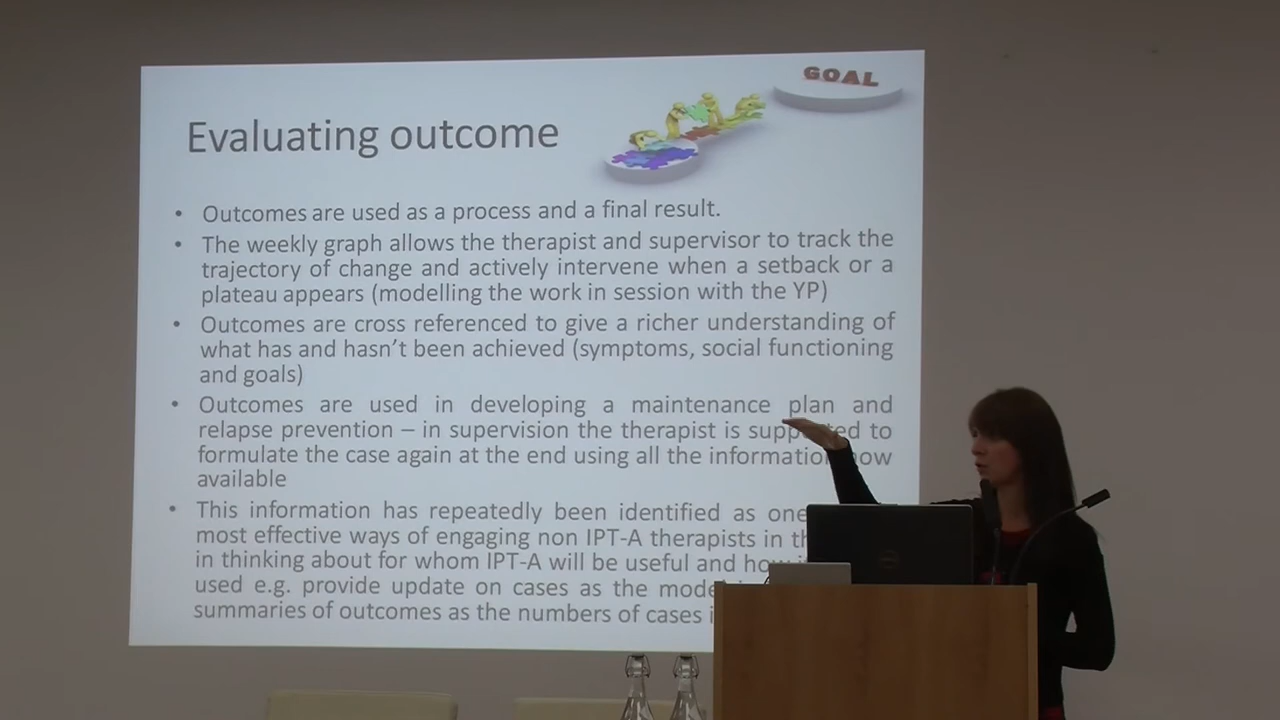 GOAL
Evaluating outcome
• Outcomes are used as a process and a final result.
• The weekly graph allows the therapist and supervisor to track the
trajectory of change and actively intervene when a setback or a
plateau appears (modelling the work in session with the YP)
• Outcomes are cross referenced to give a richer understanding of
what has and hasn't been achieved (symptoms, social functioning
and goals)
• Outcomes are used in developing a maintenance plan and
relapse prevention – in supervision the therapist is supported to
formulate the case again at the end using all the information now
available
• This information has repeatedly been identified as one
most effective ways of engaging non IPT-A therapists in
in thinking about for whom IPT-A will be useful and
used e.g. provide update on cases as the
summaries of outcomes as the numbers of cases